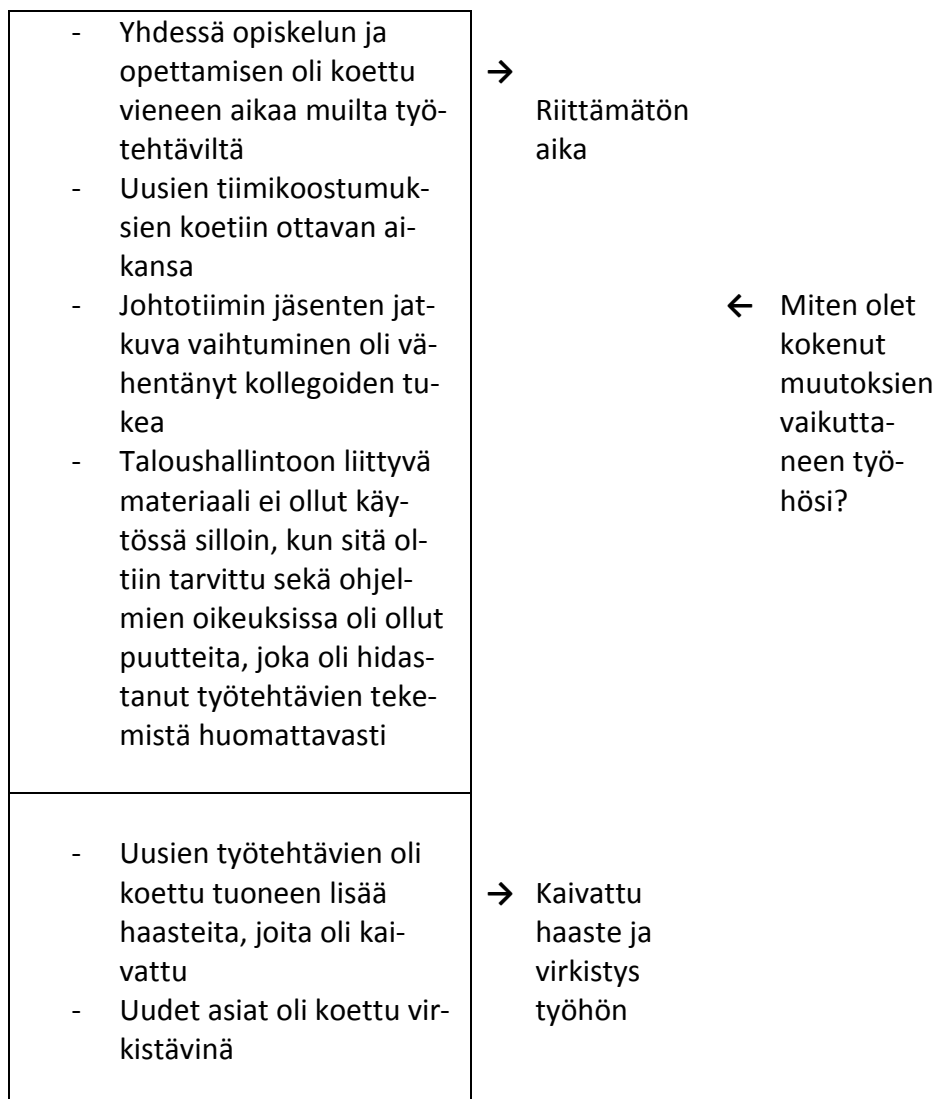 - Yhdessä opiskelun ja
opettamisen oli koettu
vieneen aikaa muilta työ-
tehtäviltä
- Uusien tiimikoostumuk-
sien koetiin ottavan ai-
kansa
- Johtotiimin jäsenten jat-
kuva vaihtuminen oli vä-
hentänyt kollegoiden tu-
kea
- Taloushallintoon liittyvä
materiaali ei ollut käy-
tössä silloin, kun sitä ol-
tiin tarvittu sekä ohjel-
mien oikeuksissa oli ollut
puutteita, joka oli hidas-
tanut työtehtävien teke-
mistä huomattavasti
→
Riittämätön
aika
← Miten olet
kokenut
muutoksien
vaikutta-
neen työ-
hösi?
- Uusien työtehtävien oli
koettu tuoneen lisää
haasteita, joita oli kai-
vattu
- Uudet asiat oli koettu vir-
kistävinä
→ Kaivattu
haaste ja
virkistys
työhön